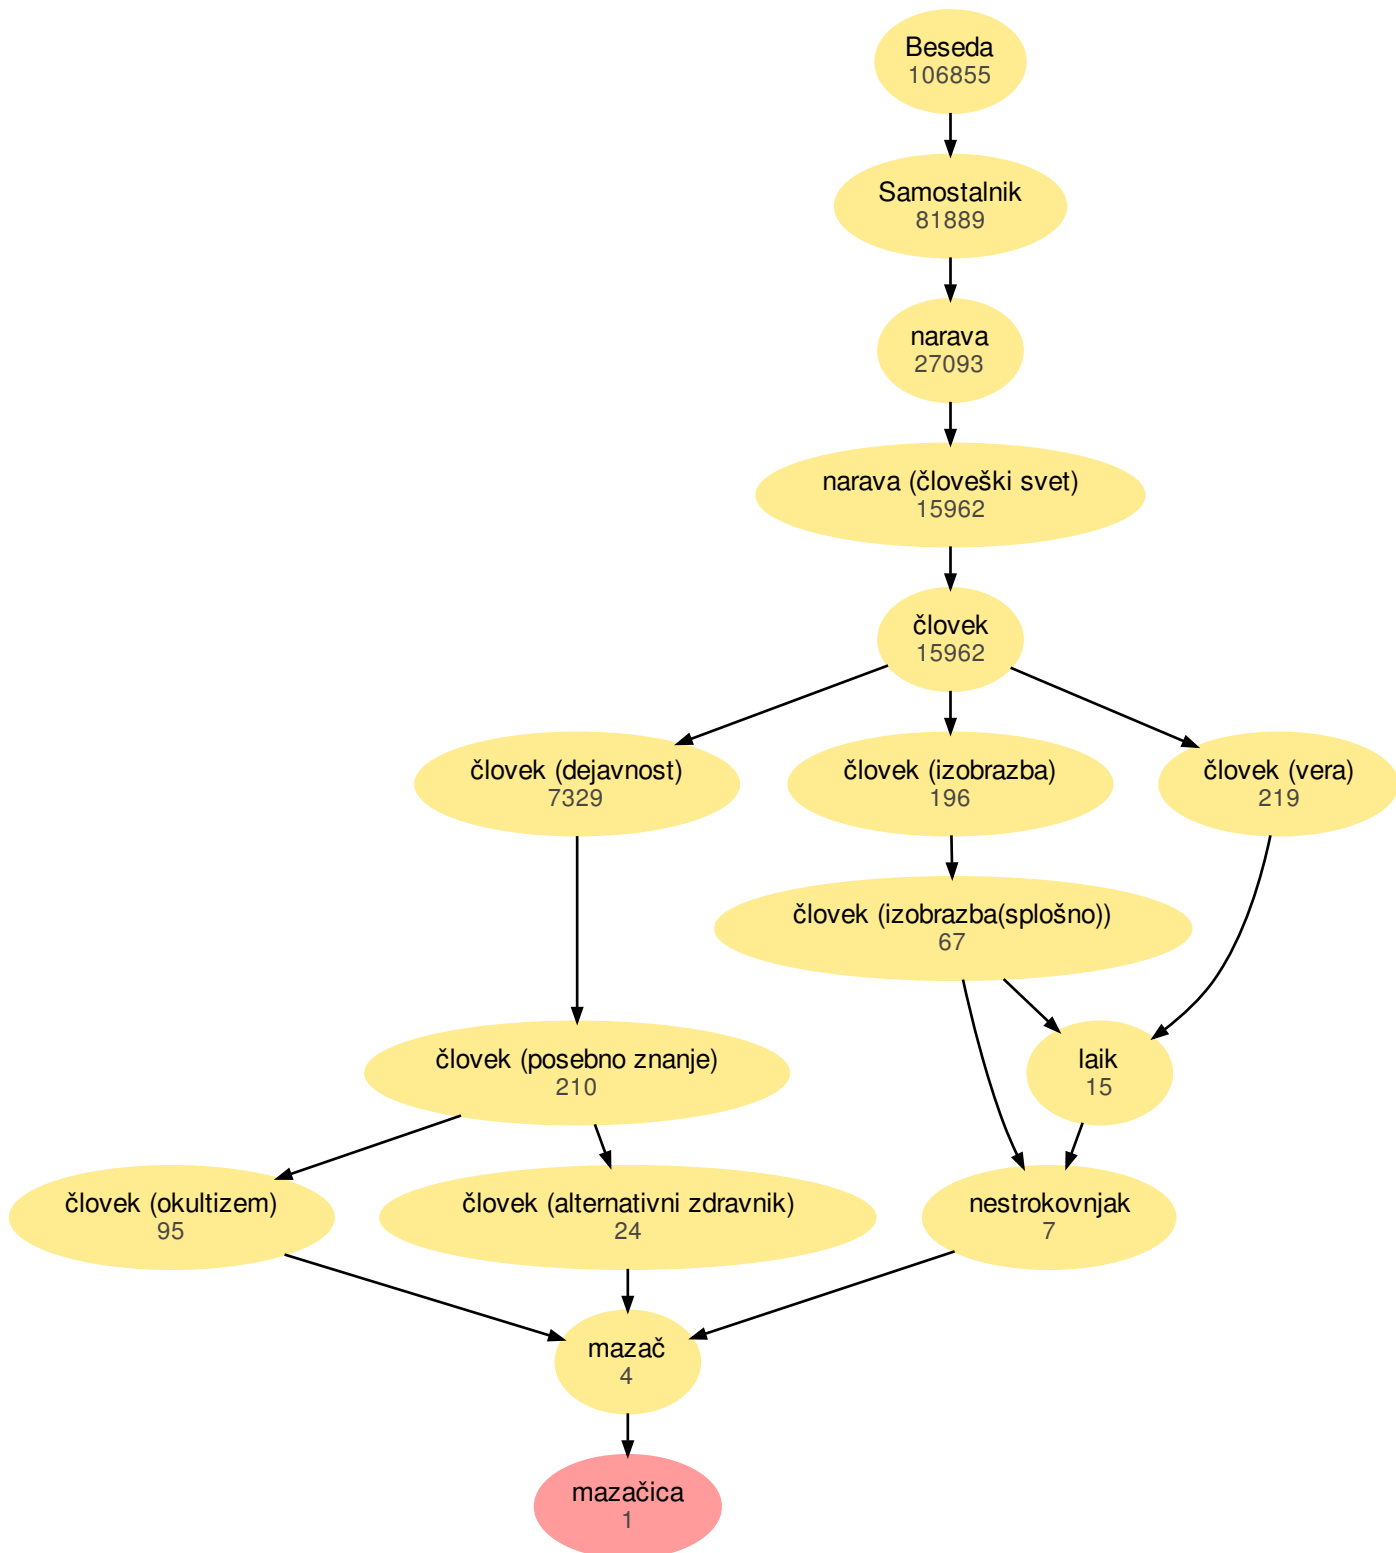 Beseda
106855
Samostalnik
81889
narava
27093
narava (človeški svet)
15962
človek
15962
človek (dejavnost)
7329
človek (izobrazba)
196
človek (vera)
219
človek (izobrazba(splošno))
67
človek (posebno znanje)
210
laik
15
človek (okultizem)
95
človek (alternativni zdravnik)
24
nestrokovnjak
7
mazač
4
mazačica
1